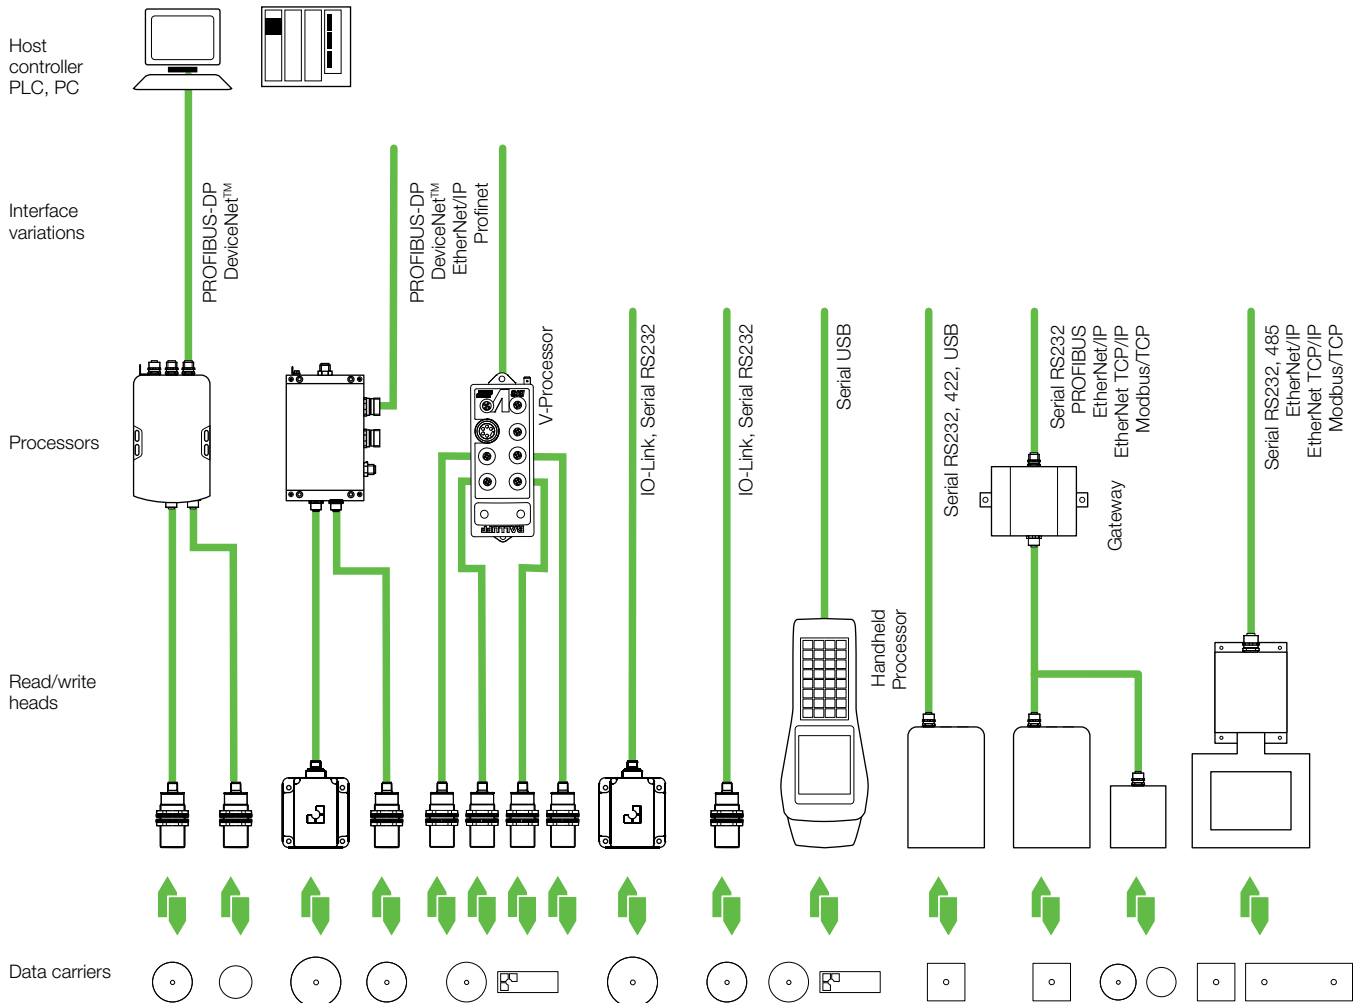 Host
controller
PLC, PC
Interface
variations
Processors
Read/write
heads
Data carriers
PROFIBUS-DP
DeviceNet™
PROFIBUS-DP
DeviceNet™
EtherNet/IP
Profinet
V-Processor
BALLUFF
IO-Link, Serial RS232
IO-Link, Serial RS232
Serial USB
Handheld
Processor
Serial RS232, 422, USB
Serial RS232
PROFIBUS
EtherNet/IP
EtherNet TCP/IP
Modbus/TCP
Gateway
Serial RS232, 485
EtherNet/IP
EtherNet TCP/IP
Modbus/TCP